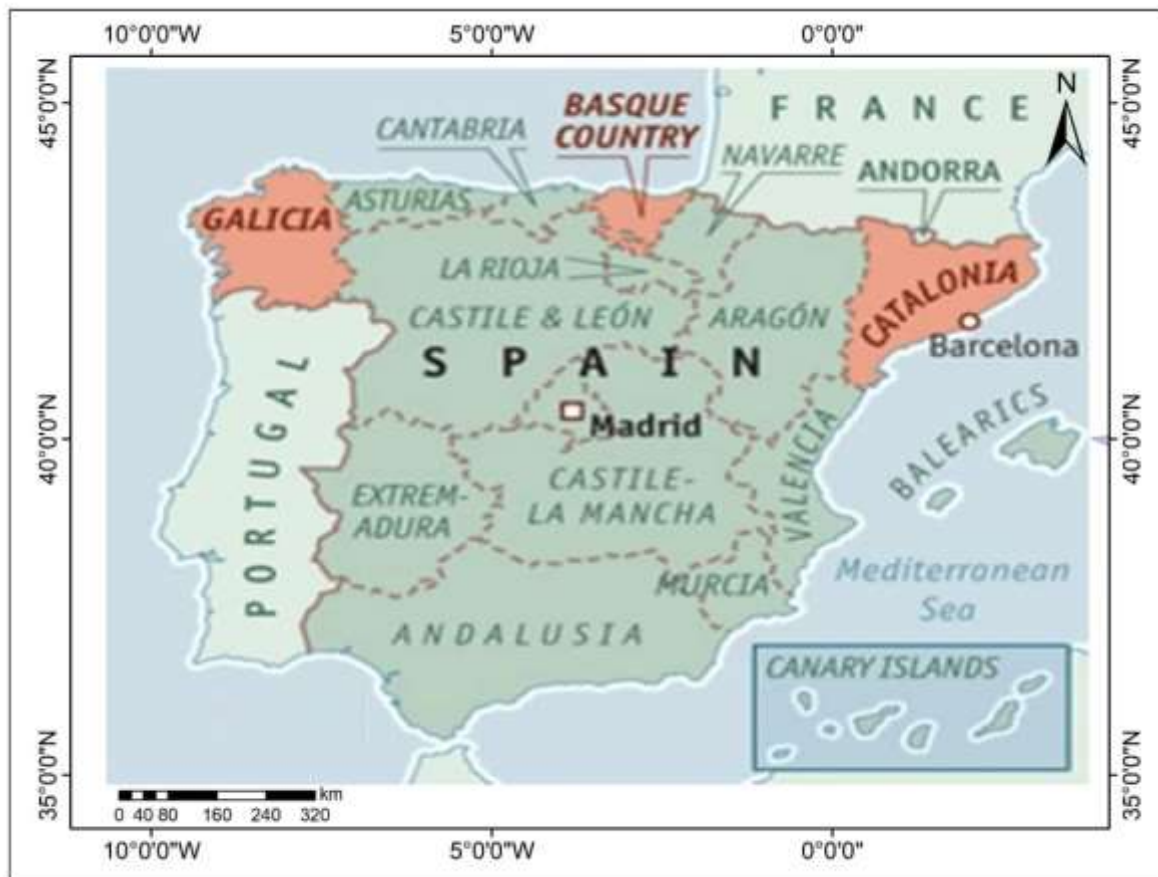 10°0'0"W 5°0'0"W 0°0'0"
45°0'0"N
45°0'0"N
N
BASQUE
COUNTRY
FRANCE
CANTABRIA
NAVARRE
ANDORRA
ASTURIAS
GALICIA
LA RIOJA
CATALONIA
CASTILE & LEÓN
ARAGÓN
Barcelona
SPAIN
PORTUGAL
Madrid
40°0'0"N
40°0'0"N
BALEARICS
VALENCIA
EXTREM-
ADURA
CASTILE-
LA MANCHA
MURCIA
Mediterranean
Sea
ANDALUSIA
CANARY ISLANDS
35°0'0"N
35°0'0"N
km
0 40 80 160 240 320
10°0'0"W 5°0'0"W 0°0'0"